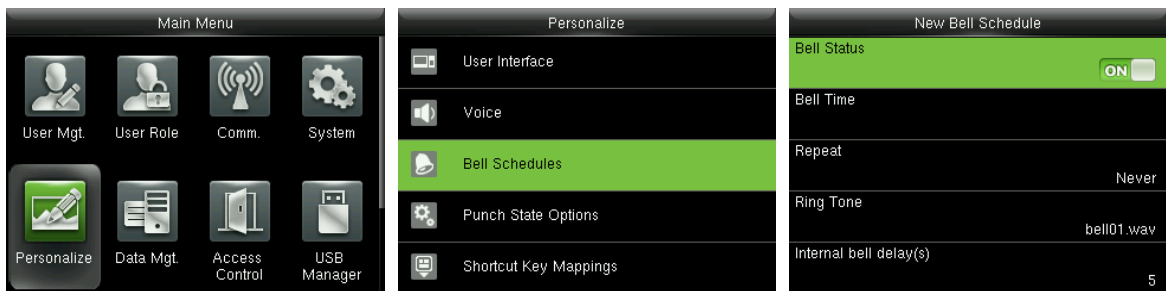 Main Menu
User Mgt.
User Role
Comm.
System
Personalize
Data Mgt.
Access
Control
USB
Manager
Personalize
User Interface
Voice
Bell Schedules
Punch State Options
Shortcut Key Mappings
New Bell Schedule
Bell Status
ON
Bell Time
Repeat
Never
Ring Tone
bell01.wav
Internal bell delay(s)
5